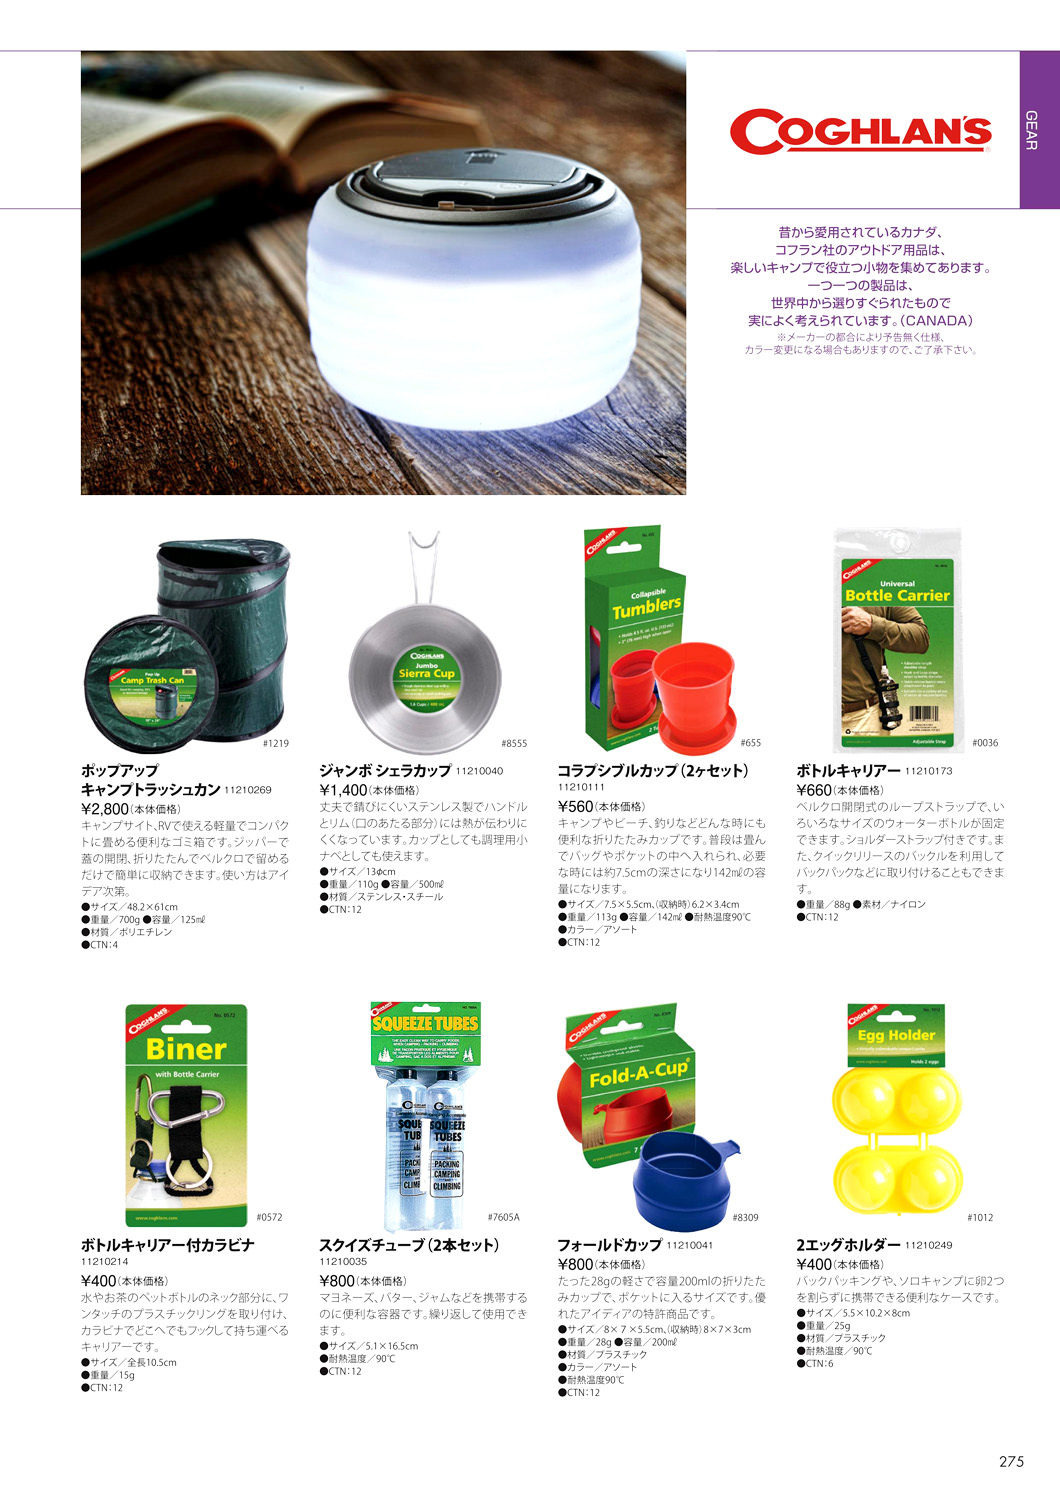 GEAR
COGHLAN'S
昔から愛用されているカナダ、
コフラン社のアウトドア用品は、
楽しいキャンプで役立つ小物を集めてあります。
一つ一つの製品は、
世界中から選りすぐられたもので
実によく考えられています。(CANADA)
※メーカーの都合により予告無く仕様、
カラー変更になる場合もありますので、ご了承下さい。
Pop Up
Camp Trash Can
#1219
ポップアップ
キャンプトラッシュカン 11210269
¥2,800(本体価格)
キャンプサイト、RVで使える軽量でコンパク
トに畳める便利なゴミ箱です。ジッパーで
蓋の開閉、折りたたんでベルクロで留める
だけで簡単に収納できます。使い方はアイ
デア次第。
●サイズ/48.2×61cm
●重量/700g ●容量/125㎖
●材質/ポリエチレン
●CTN:4
COGHLAN'S
Jumbo
Sierra Cup
#8555
ジャンボ シェラカップ 11210040
¥1,400(本体価格)
丈夫で錆びにくいステンレス製でハンドル
とリム(口のあたる部分)には熱が伝わりに
くくなっています。カップとしても調理用小
ナベとしても使えます。
●サイズ/13φcm
●重量/110g ●容量/500㎖
●材質/ステンレス・スチール
●CTN:12
COGHLAN'S
Collapsible
Tumblers
#655
コラプシブルカップ(2ヶセット)
11210111
¥560(本体価格)
キャンプやビーチ、釣りなどどんな時にも
便利な折りたたみカップです。普段は畳ん
でバッグやポケットの中へ入れられ、必要
な時には約7.5cmの深さになり142㎖の容
量になります。
●サイズ/7.5×5.5cm、(収納時)6.2×3.4cm
●重量/113g ●容量/142㎖ ●耐熱温度90℃
●カラー/アソート
●CTN:12
COGHLAN'S
Universal
Bottle Carrier
Adjustable Strap
#0036
ボトルキャリアー 11210173
¥660(本体価格)
ベルクロ開閉式のループストラップで、い
ろいろなサイズのウォーターボトルが固定
できます。ショルダーストラップ付きです。ま
た、クイックリリースのバックルを利用して
バックパックなどに取り付けることもできま
す。
●重量/88g ●素材/ナイロン
●CTN:12
COGHLAN'S
No. 0572
Biner
with Bottle Carrier
www.coghlans.com
#0572
ボトルキャリアー付カラビナ
11210214
¥400(本体価格)
水やお茶のペットボトルのネック部分に、ワ
ンタッチのプラスチックリングを取り付け、
カラビナでどこへでもフックして持ち運べる
キャリアーです。
●サイズ/全長10.5cm
●重量/15g
●CTN:12
SQUEEZE TUBES
COGHLAN'S
SQUEEZE
TUBES
PACKING
CAMPING
CLIMBING
#7605A
スクイズチューブ(2本セット)
11210035
¥800(本体価格)
マヨネーズ、バター、ジャムなどを携帯する
のに便利な容器です。繰り返して使用でき
ます。
●サイズ/5.1×16.5cm
●耐熱温度/90℃
●CTN:12
COGHLAN'S
Fold-A-Cup
#8309
フォールドカップ 11210041
¥800(本体価格)
たった28gの軽さで容量200mlの折りたた
みカップで、ポケットに入るサイズです。優
れたアイディアの特許商品です。
●サイズ/8×7×5.5cm、(収納時)8×7×3cm
●重量/28g ●容量/200㎖
●材質/プラスチック
●カラー/アソート
●耐熱温度90℃
●CTN:12
COGHLAN'S
Egg Holder
Holds 2 eggs
#1012
2エッグホルダー 11210249
¥400(本体価格)
バックパッキングや、ソロキャンプに卵2つ
を割らずに携帯できる便利なケースです。
●サイズ/5.5×10.2×8cm
●重量/25g
●材質/プラスチック
●耐熱温度/90℃
●CTN:6
275